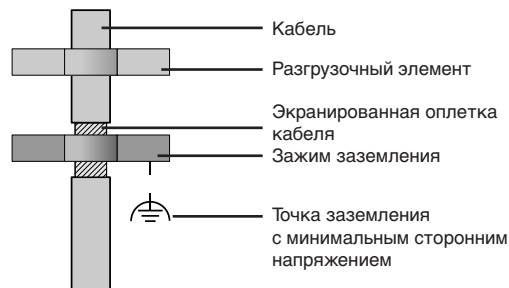 Кабель
Разгрузочный элемент
Экранированная оплетка
кабеля
Зажим заземления
Точка заземления
с минимальным сторонним
напряжением